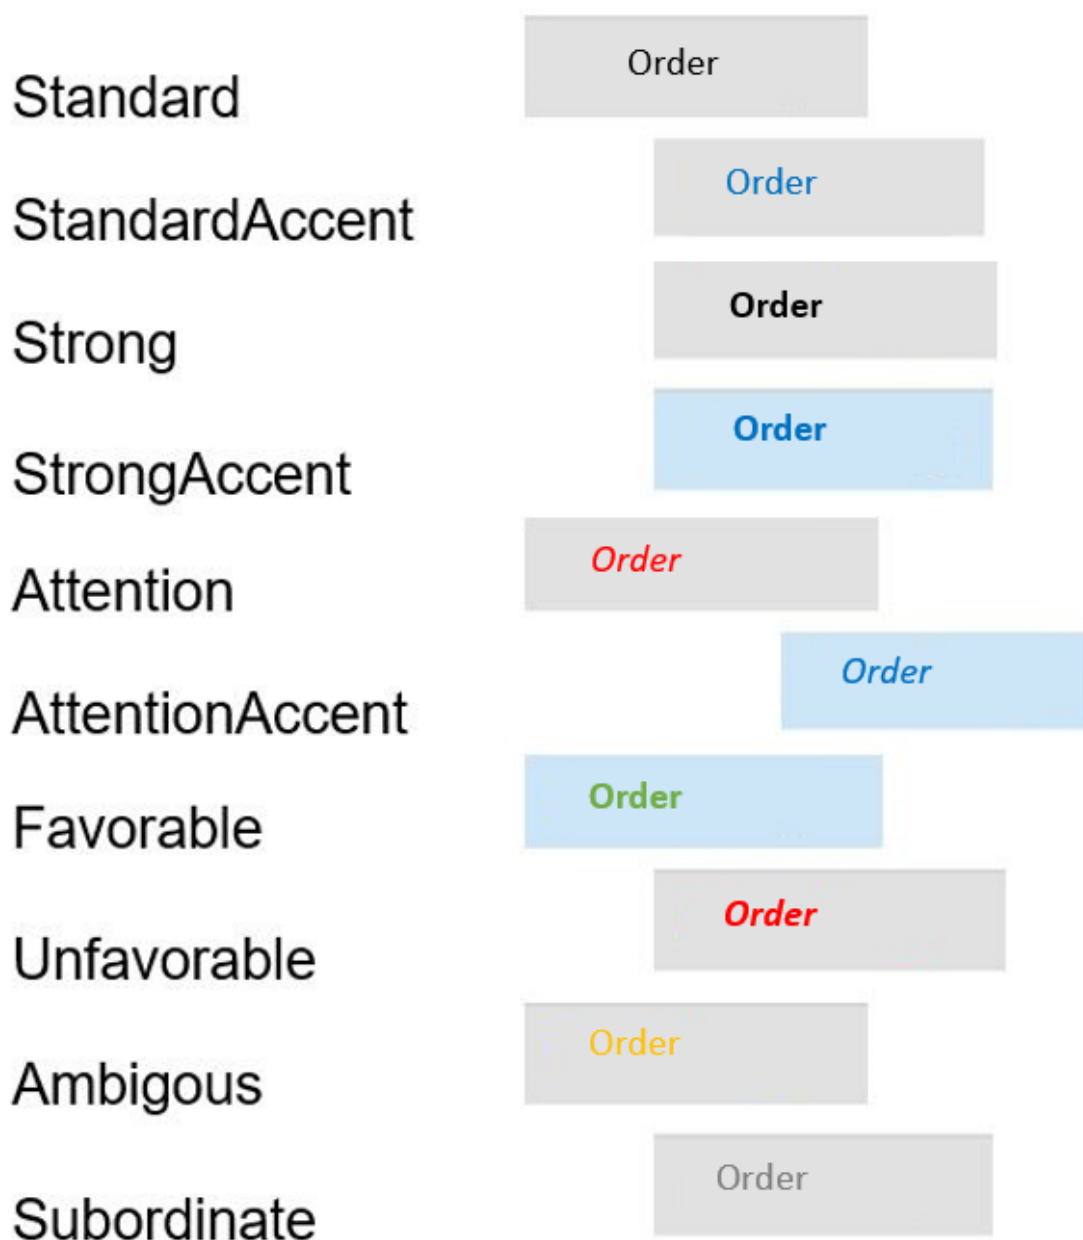 Order
Standard
Order
StandardAccent
Order
Strong
Order
StrongAccent
Order
Attention
Order
AttentionAccent
Order
Favorable
Order
Unfavorable
Order
Ambigous
Order
Subordinate